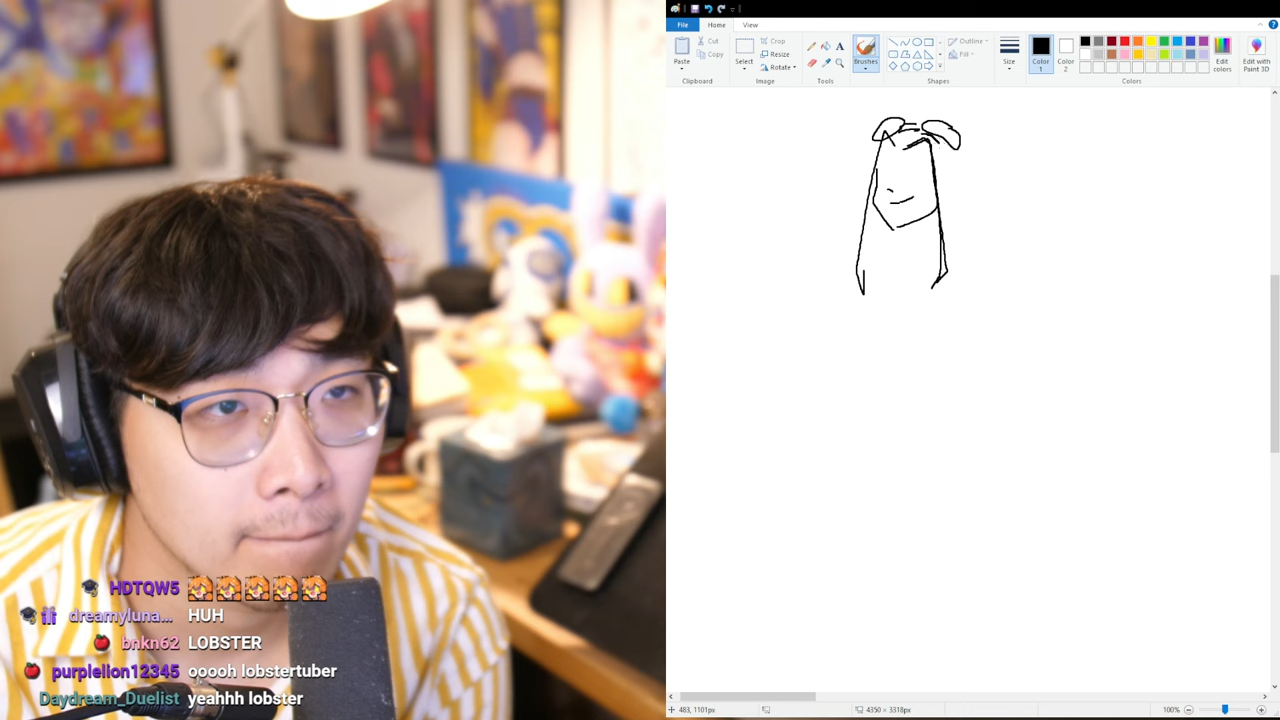 File
Home
View
Paste
Cut
Copy
Clipboard
Select
Crop
Resize
Rotate
Image
A
Tools
Brushes
Outline
Fill
Shapes
Size
Color 1
Color 2
Edit colors
Edit with Paint 3D
Colors
HDTQW5
dreamyluna... HUH
bnkn62 LOBSTER
purplelion12345 ooooh lobstertuber
Daydream_Duelist yeahhh lobster
483, 1101px
4350 × 3318px
100%